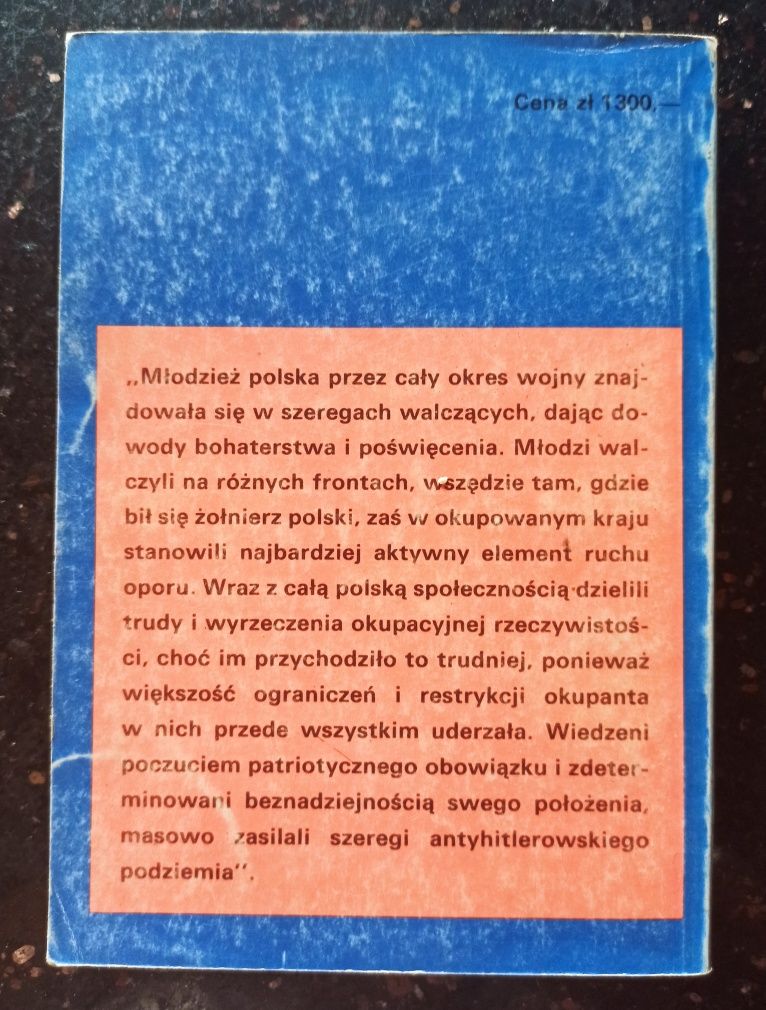 Cena zł 1300,—
„Młodzież polska przez cały okres wojny znaj-
dowała się w szeregach walczących, dając do-
wody bohaterstwa i poświęcenia. Młodzi wal-
czyli na różnych frontach, wszędzie tam, gdzie
bił się żołnierz polski, zaś w okupowanym kraju
stanowili najbardziej aktywny element ruchu
oporu. Wraz z całą polską społecznością dzielili
trudy i wyrzeczenia okupacyjnej rzeczywistoś-
ci, choć im przychodziło to trudniej, ponieważ
większość ograniczeń i restrykcji okupanta
w nich przede wszystkim uderzała. Wiedzeni
poczuciem patriotycznego obowiązku i zdeter-
minowani beznadziejnością swego położenia,
masowo zasilali szeregi antyhitlerowskiego
podziemia”.